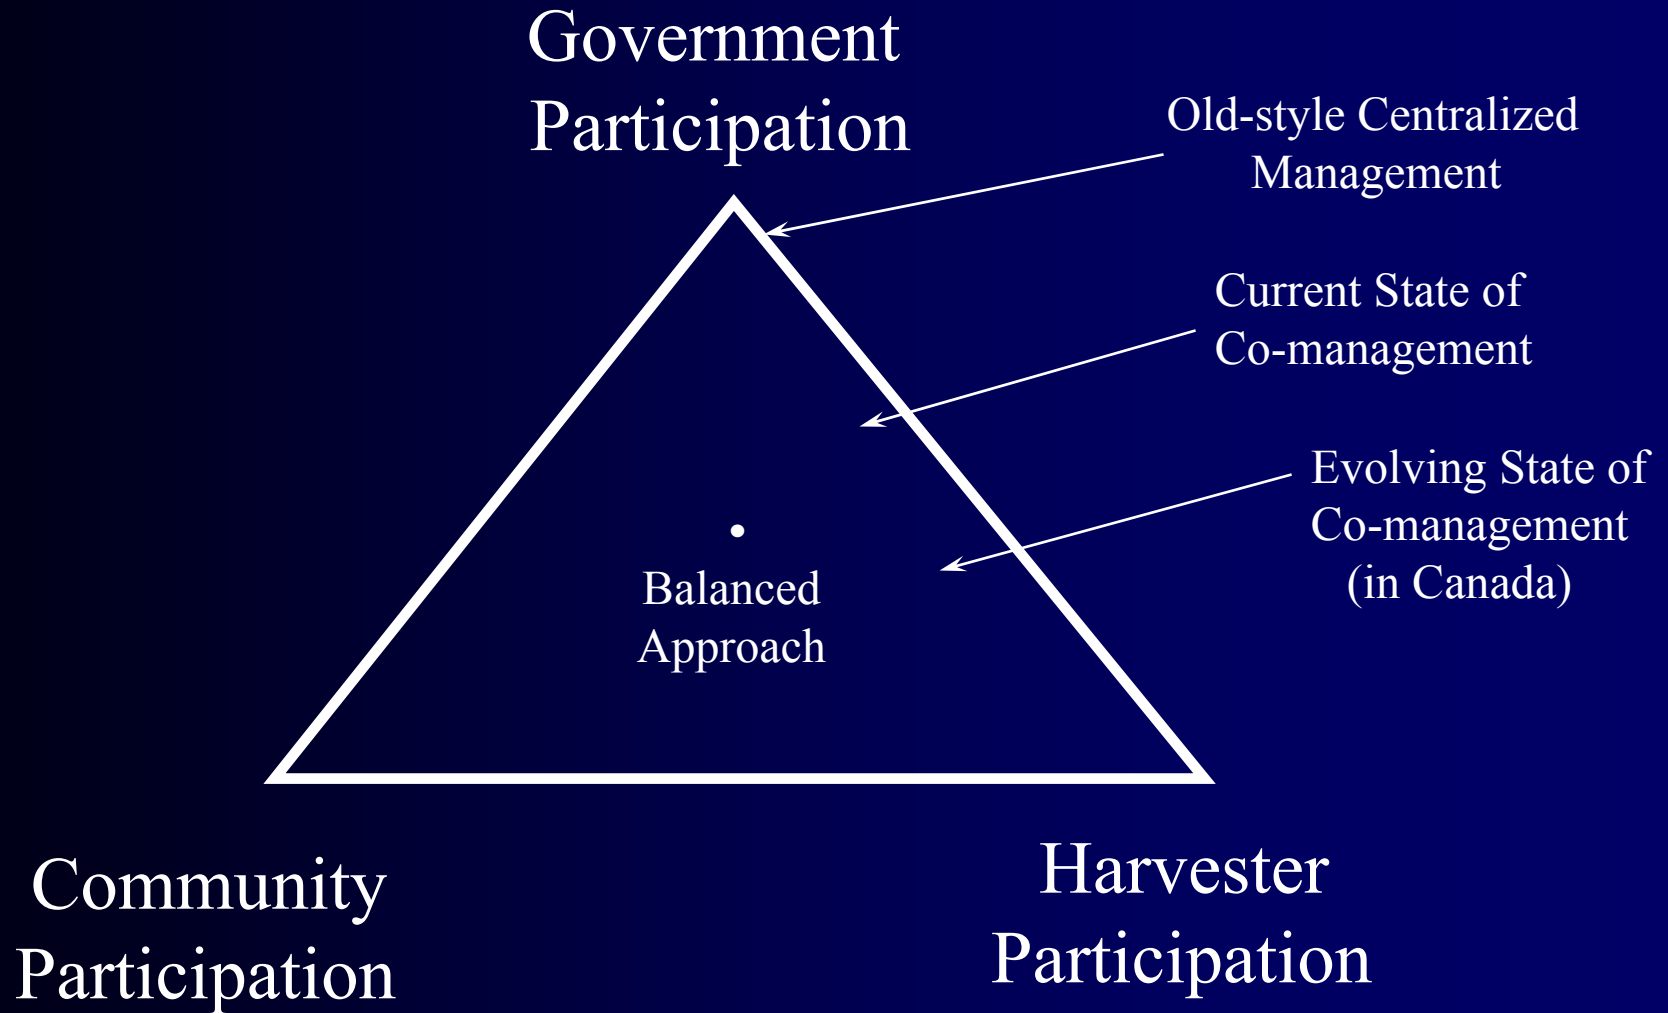 Government
Participation
Old-style Centralized
Management
Current State of
Co-management
Evolving State of
Co-management
(in Canada)
Balanced
Approach
Community
Participation
Harvester
Participation